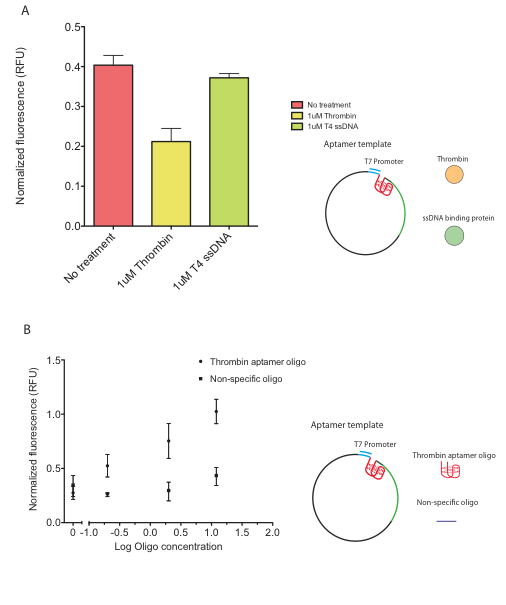 A
Normalized fluorescence (RFU)
0.5
0.4
0.3
0.2
0.1
0.0
No treatment
1uM Thrombin
1uM T4 ssDNA
No treatment
1uM Thrombin
1uM T4 ssDNA
Aptamer template
T7 Promoter
Thrombin
ssDNA binding protein
B
Normalized fluorescence (RFU)
1.5
1.0
0.5
0.0
0 -1.0 -0.5 0.0 0.5 1.0 1.5 2.0
Log Oligo concentration
Thrombin aptamer oligo
Non-specific oligo
Aptamer template
T7 Promoter
Thrombin aptamer oligo
Non-specific oligo